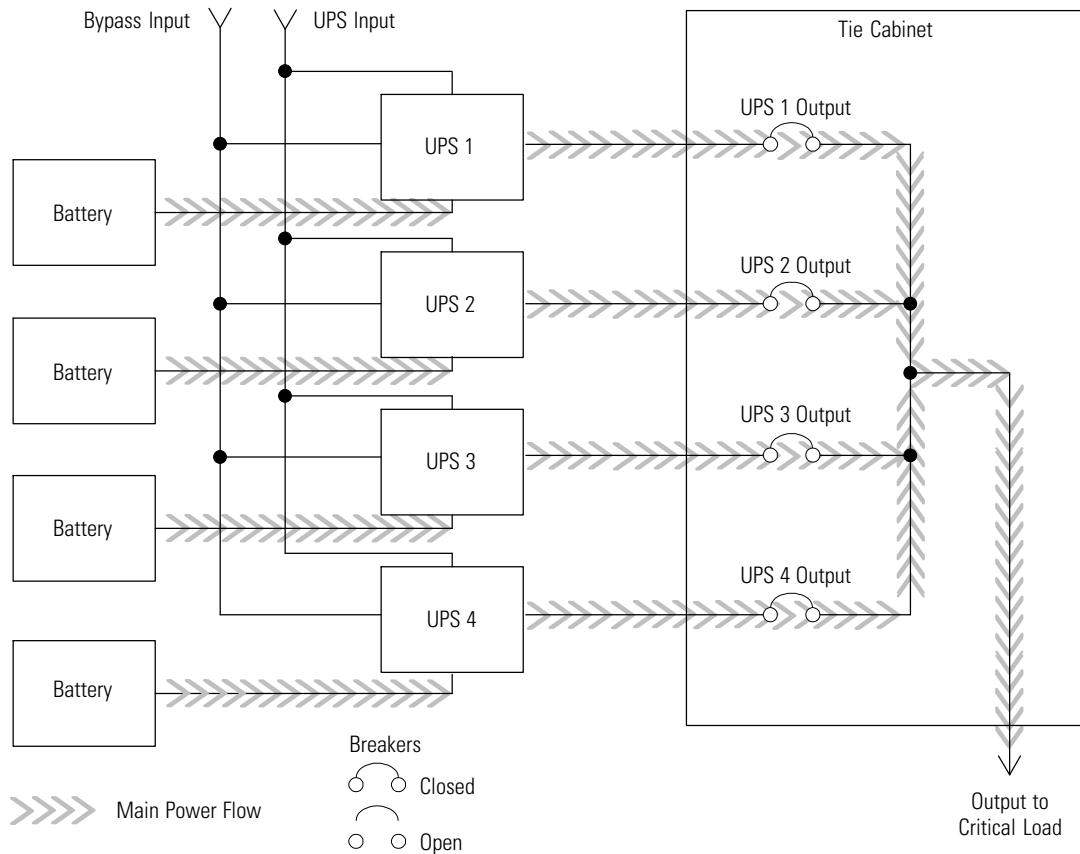 Bypass Input
UPS Input
Tie Cabinet
UPS 1 Output
UPS 1
Battery
UPS 2 Output
UPS 2
Battery
UPS 3 Output
UPS 3
Battery
UPS 4 Output
UPS 4
Battery
Breakers
Closed
Open
Main Power Flow
Output to
Critical Load